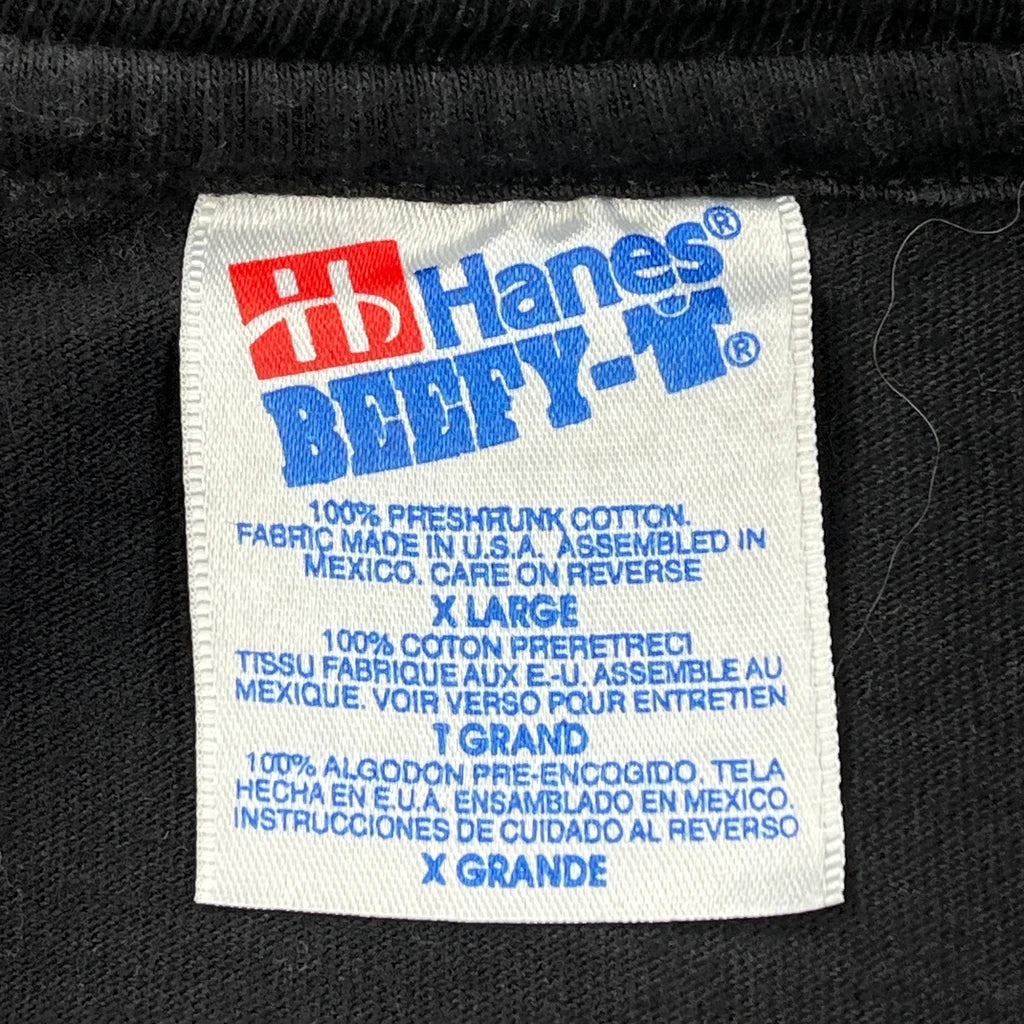 Hanes®
BEEFY-T®
100% PRESHRUNK COTTON.
FABRIC MADE IN U.S.A. ASSEMBLED IN
MEXICO. CARE ON REVERSE
X LARGE
100% COTON PRERETRECI
TISSU FABRIQUE AUX E.-U. ASSEMBLE AU
MEXIQUE. VOIR VERSO POUR ENTRETIEN
T GRAND
100% ALGODON PRE-ENCOGIDO. TELA
HECHA EN E.U.A. ENSAMBLADO EN MEXICO.
INSTRUCCIONES DE CUIDADO AL REVERSO
X GRANDE